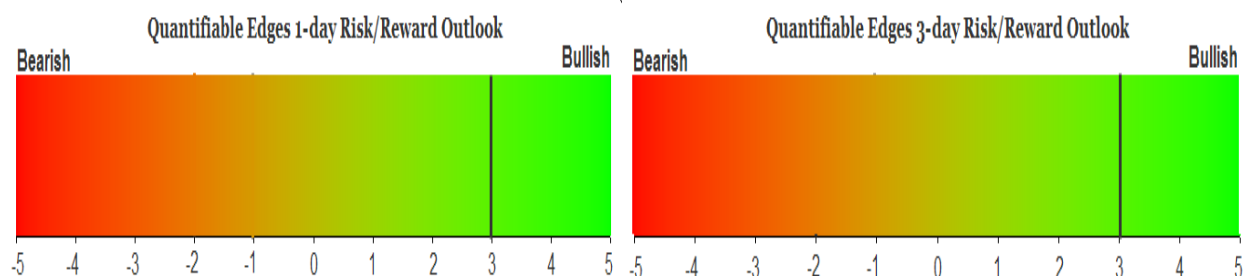 Quantifiable Edges 1-day Risk/Reward Outlook
Bearish Bullish
-5 -4 -3 -2 -1 0 1 2 3 4 5
Quantifiable Edges 3-day Risk/Reward Outlook
Bearish Bullish
-5 -4 -3 -2 -1 0 1 2 3 4 5